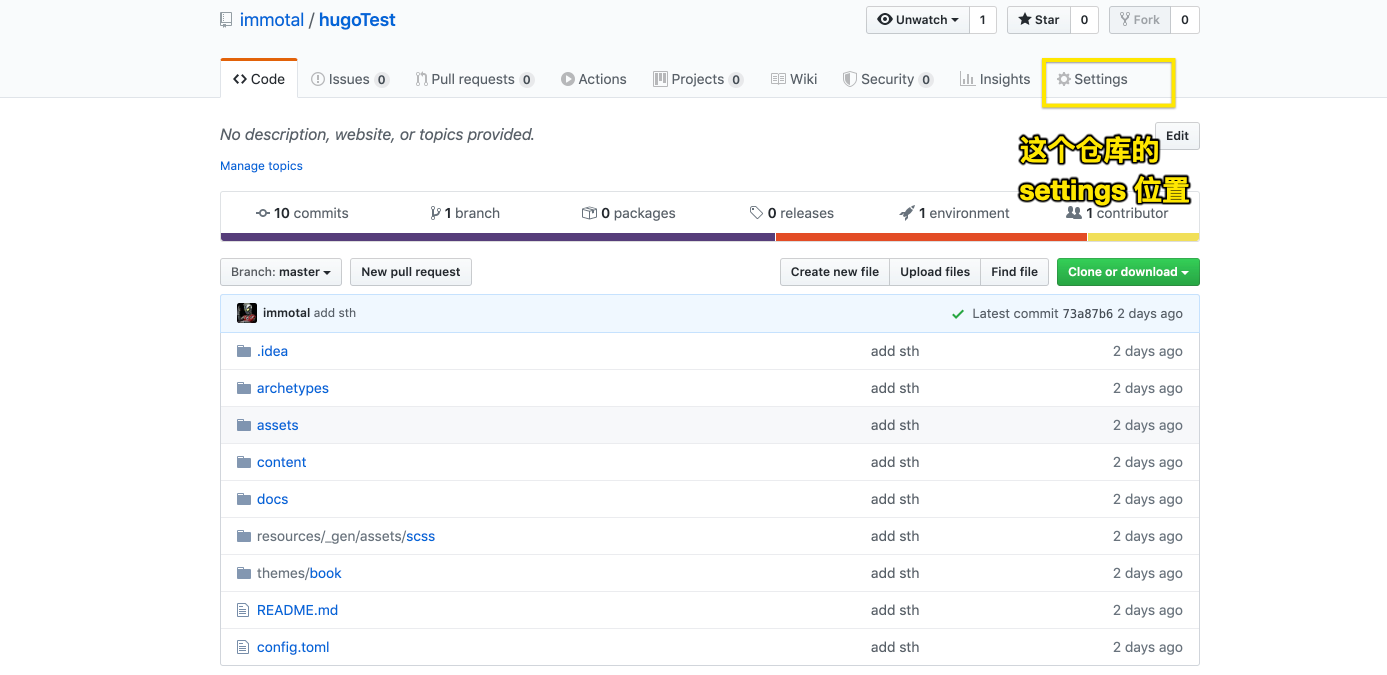 immotal / hugoTest
Unwatch 1 Star 0 Fork 0
Code Issues 0 Pull requests 0 Actions Projects 0 Wiki Security 0 Insights Settings
No description, website, or topics provided.
Edit
这个仓库的
Manage topics
settings 位置
10 commits 1 branch 0 packages 0 releases 1 environment 1 contributor
Branch: master New pull request Create new file Upload files Find file Clone or download
immotal add sth Latest commit 73a87b6 2 days ago
.idea add sth 2 days ago
archetypes add sth 2 days ago
assets add sth 2 days ago
content add sth 2 days ago
docs add sth 2 days ago
resources/_gen/assets/scss add sth 2 days ago
themes/book add sth 2 days ago
README.md add sth 2 days ago
config.toml add sth 2 days ago